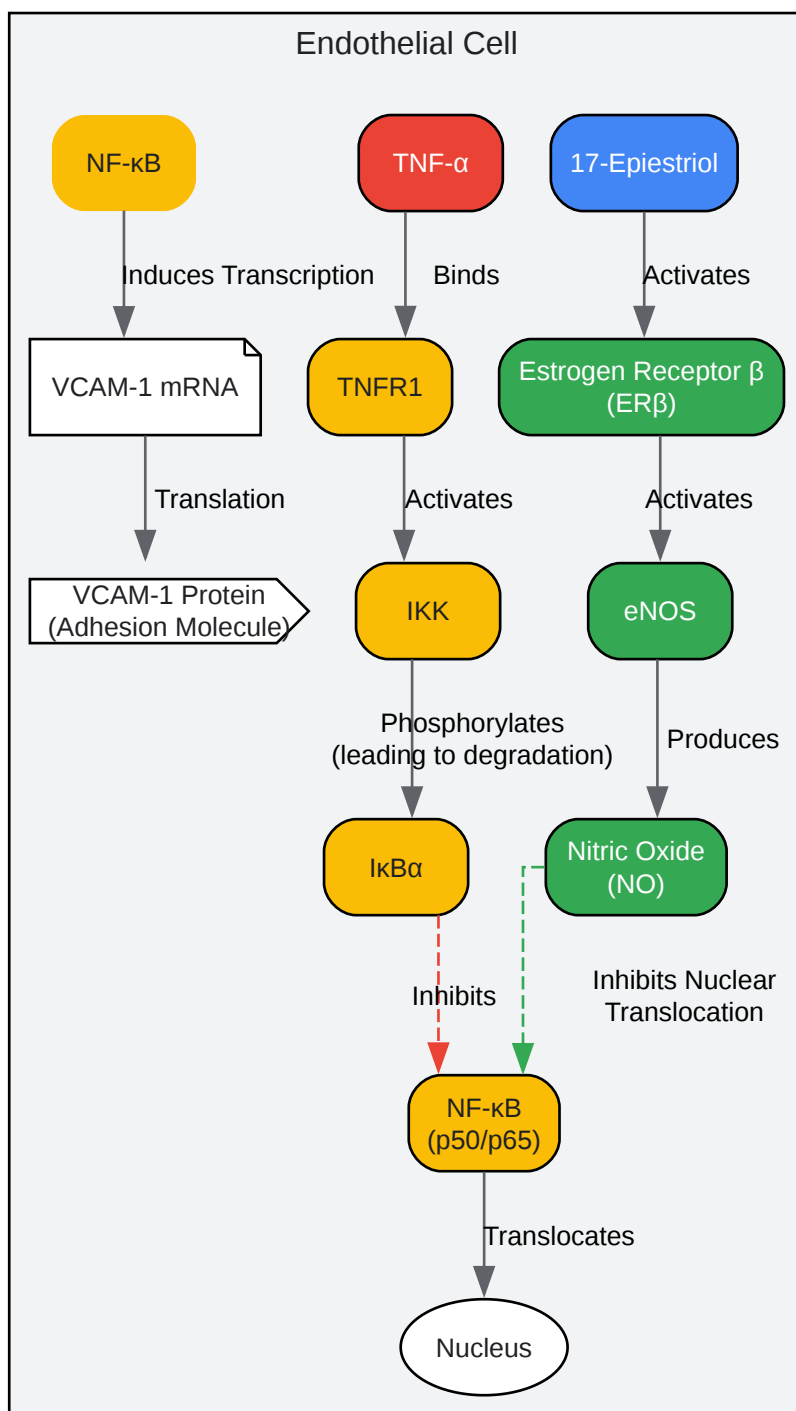 Endothelial Cell
NF-κB
TNF-α
17-Epiestriol
Induces Transcription
Binds
Activates
VCAM-1 mRNA
TNFR1
Estrogen Receptor β
(ERβ)
Translation
Activates
Activates
VCAM-1 Protein
(Adhesion Molecule)
IKK
eNOS
Phosphorylates
(leading to degradation)
Produces
IκBα
Nitric Oxide
(NO)
Inhibits
Inhibits Nuclear
Translocation
NF-κB
(p50/p65)
Translocates
Nucleus